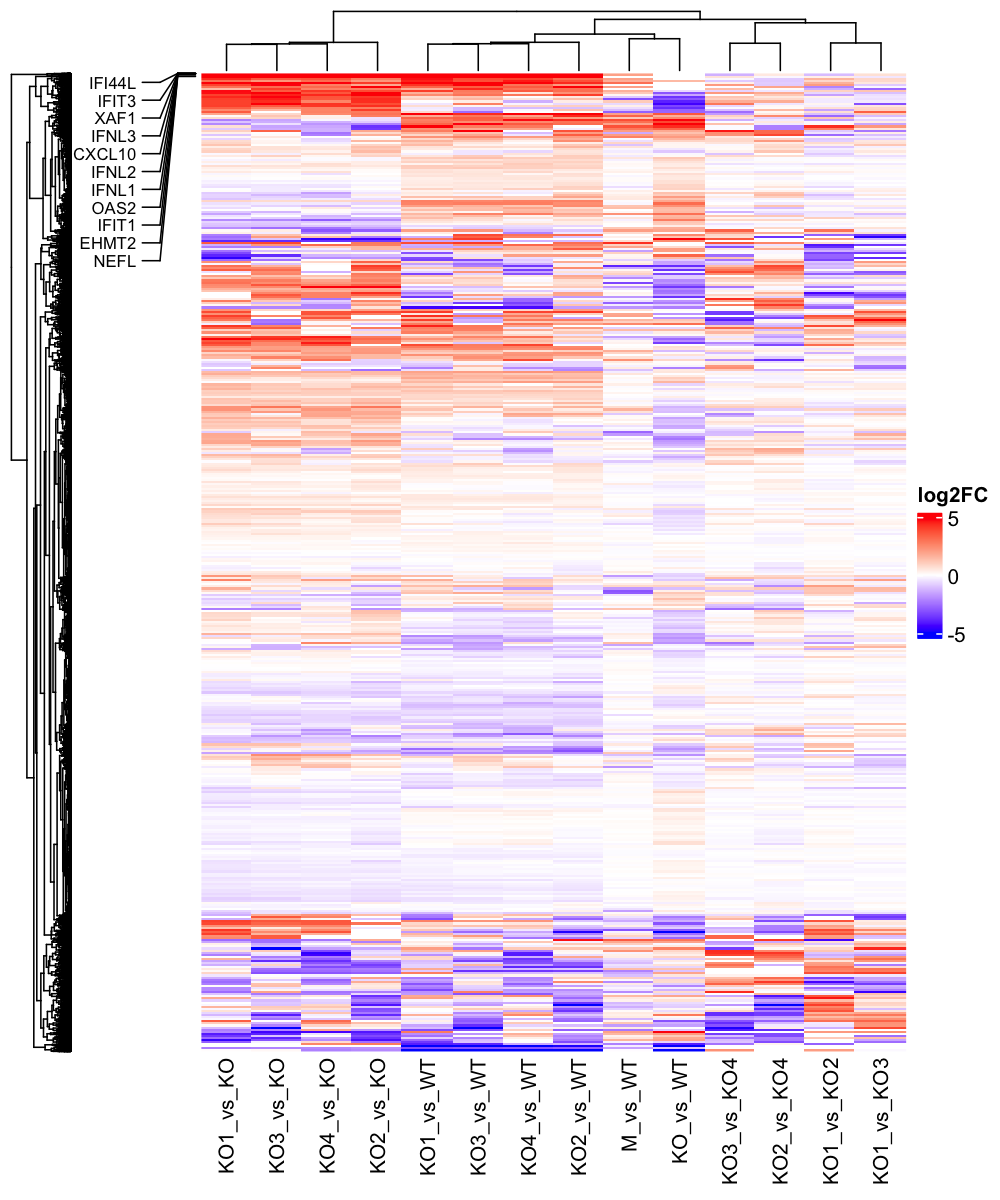 IFI44L
IFIT3
XAF1
IFNL3
CXCL10
IFNL2
IFNL1
OAS2
IFIT1
EHMT2
NEFL
log2FC
5
0
-5
KO1_vs_KO
KO3_vs_KO
KO4_vs_KO
KO2_vs_KO
KO1_vs_WT
KO3_vs_WT
KO4_vs_WT
KO2_vs_WT
M_vs_WT
KO_vs_WT
KO3_vs_KO4
KO2_vs_KO4
KO1_vs_KO2
KO1_vs_KO3